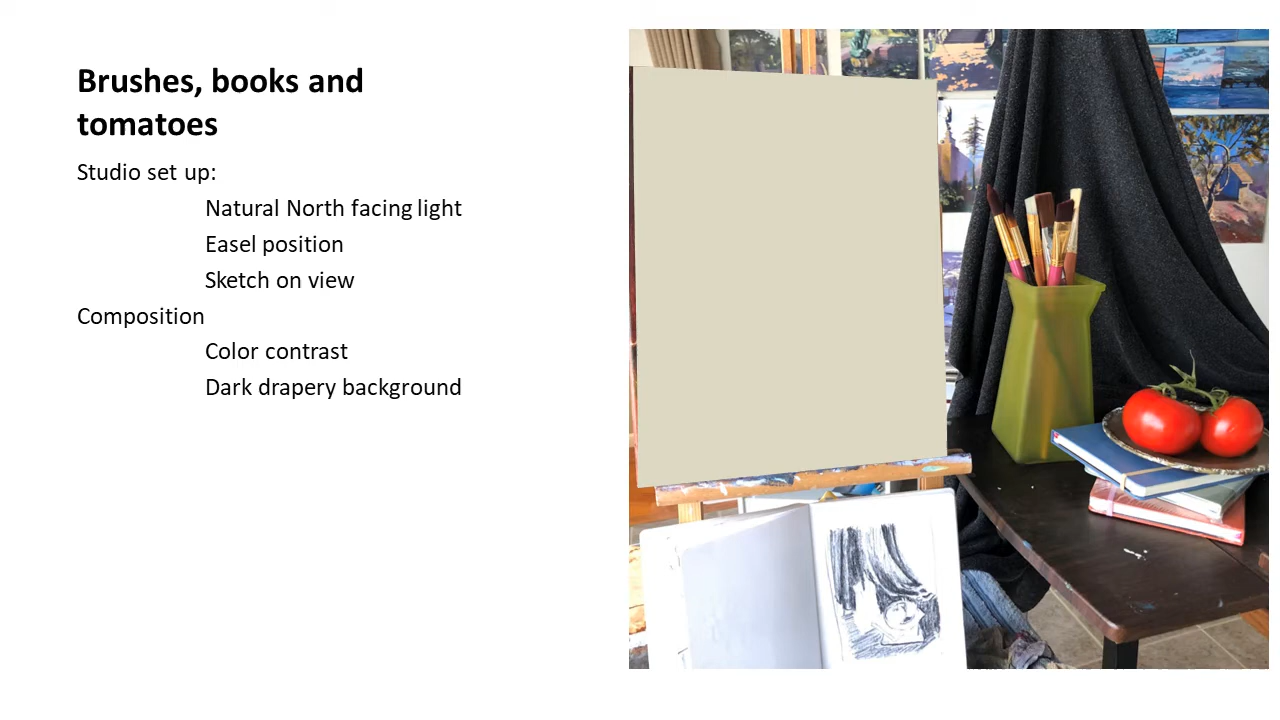 Brushes, books and
tomatoes
Studio set up:
Natural North facing light
Easel position
Sketch on view
Composition
Color contrast
Dark drapery background